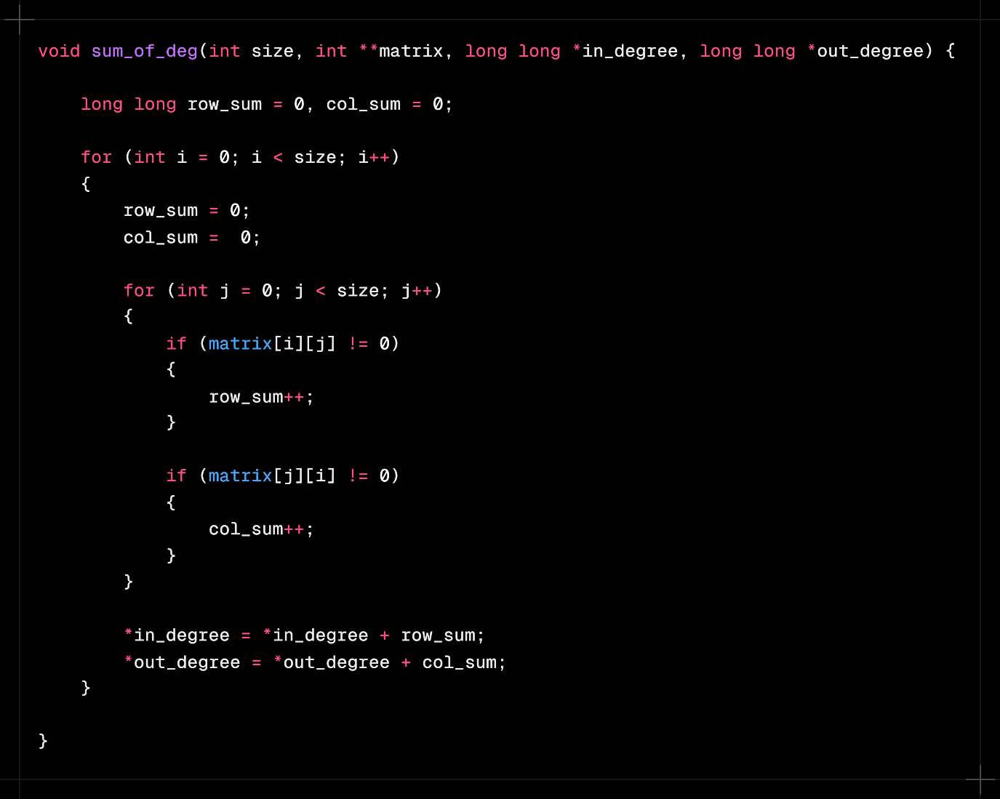 void sum_of_deg(int size, int **matrix, long long *in_degree, long long *out_degree) {
    long long row_sum = 0, col_sum = 0;
    for (int i = 0; i < size; i++)
    {
        row_sum = 0;
        col_sum =  0;
        for (int j = 0; j < size; j++)
        {
            if (matrix[i][j] != 0)
            {
                row_sum++;
            }
            if (matrix[j][i] != 0)
            {
                col_sum++;
            }
        }
        *in_degree = *in_degree + row_sum;
        *out_degree = *out_degree + col_sum;
    }
}